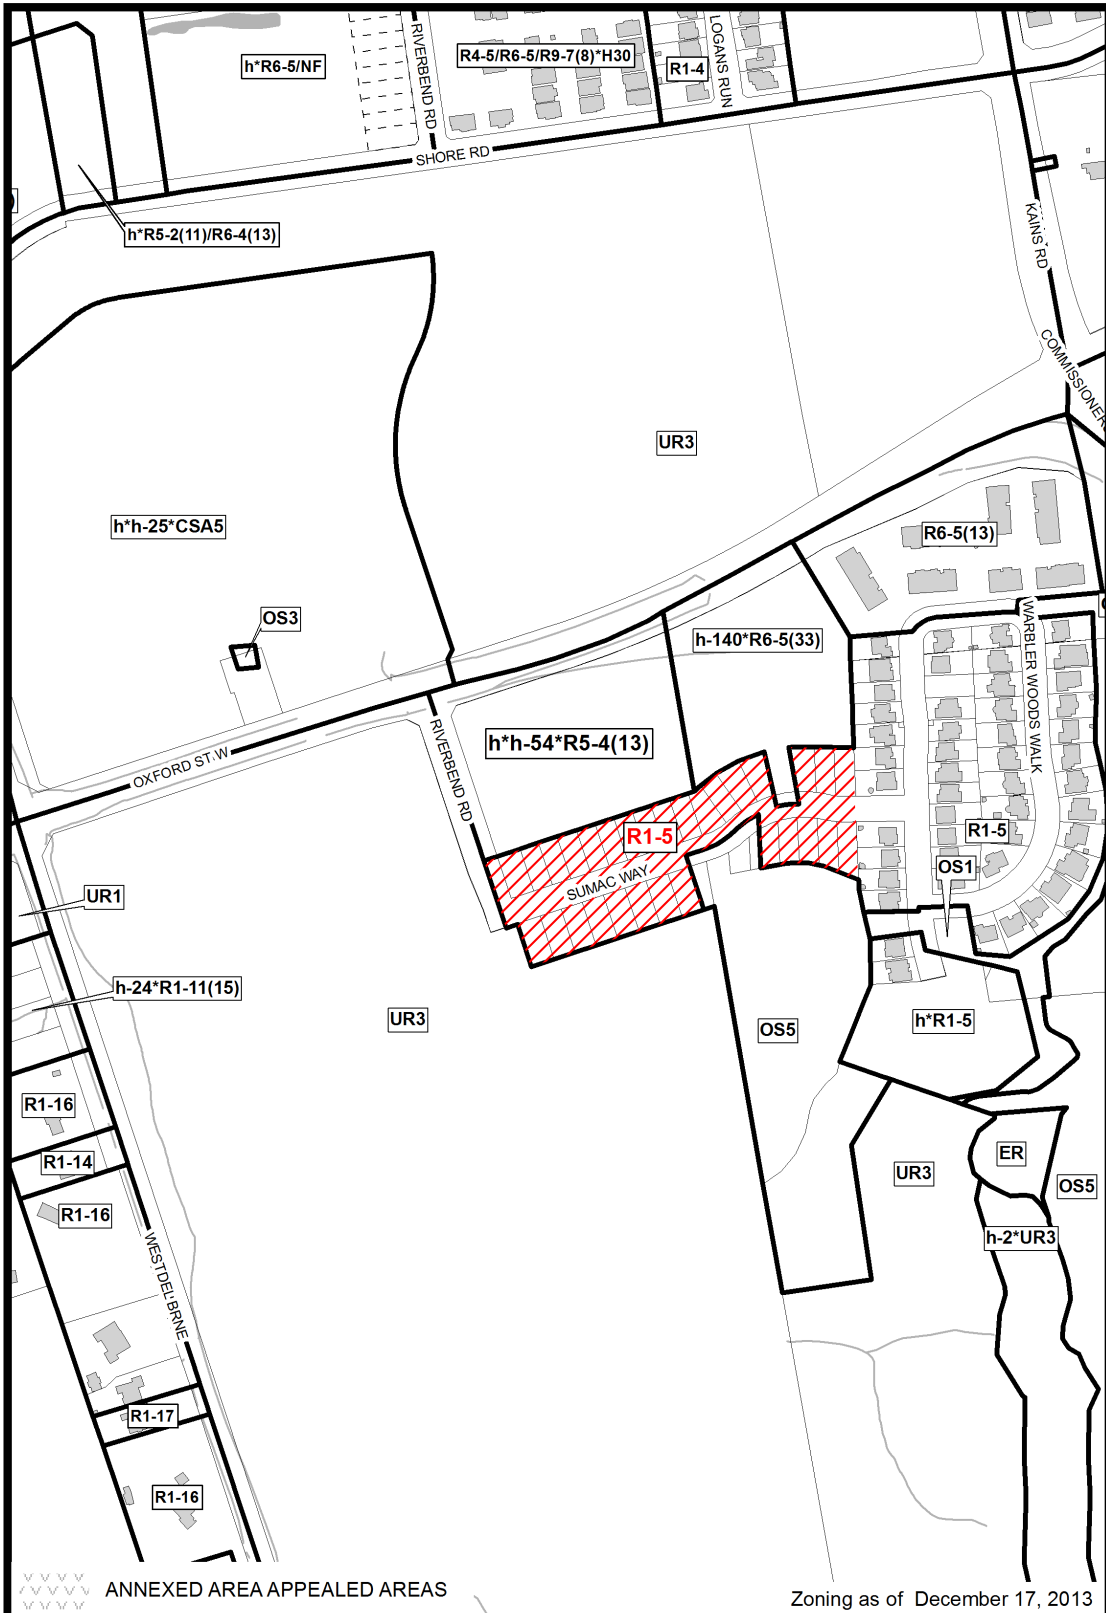 RIVERBEND RD
LOGANS RUN
h*R6-5/NF
R4-5/R6-5/R9-7(8)*H30
R1-4
SHORE RD
KAINS RD
h*R5-2(11)/R6-4(13)
COMMISSIONERS
UR3
h*h-25*CSA5
R6-5(13)
OS3
WARBLER WOODS WALK
h-140*R6-5(33)
RIVERBEND RD
h*h-54*R5-4(13)
OXFORD ST W
R1-5
R1-5
OS1
SUMAC WAY
UR1
h-24*R1-11(15)
UR3
OS5
h*R1-5
R1-16
R1-14
ER
UR3
OS5
R1-16
h-2*UR3
WESTDEL BRNE
R1-17
R1-16
ANNEXED AREA APPEALED AREAS
Zoning as of December 17, 2013